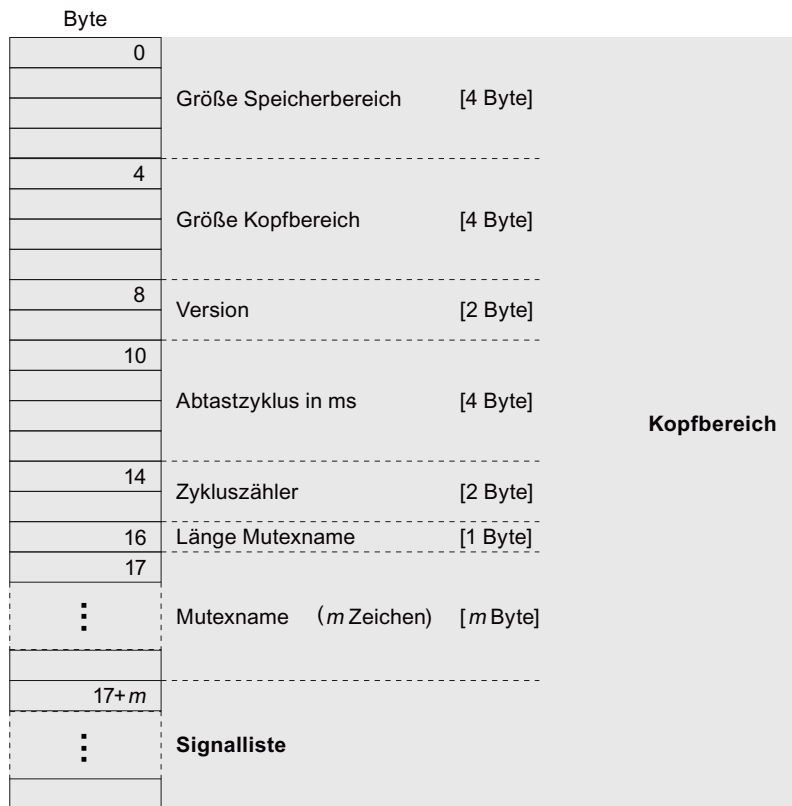 Byte
0
Größe Speicherbereich [4 Byte]
4
Größe Kopfbereich [4 Byte]
8
Version [2 Byte]
10
Abtastzyklus in ms [4 Byte]
Kopfbereich
14
Zykluszähler [2 Byte]
16 Länge Mutexname [1 Byte]
17
Mutexname (m Zeichen) [m Byte]
17+m
Signalliste